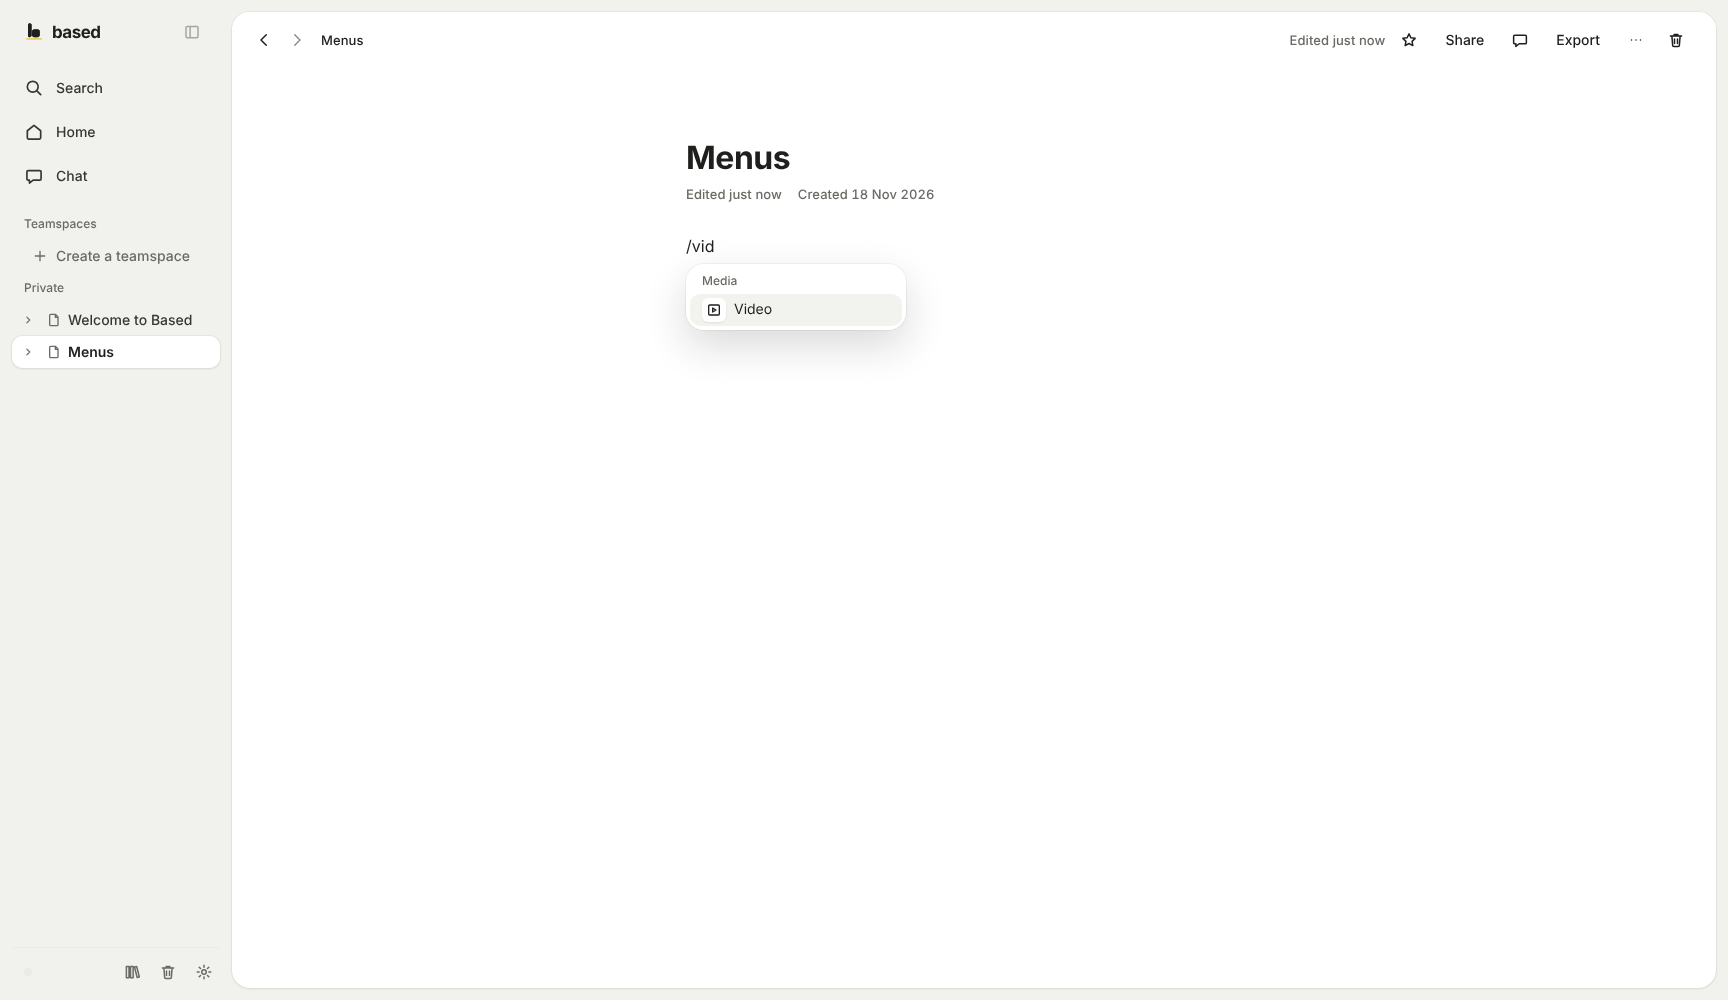 based
Search
Home
Chat
Teamspaces
Create a teamspace
Private
Welcome to Based
Menus
Menus
Edited just now
Share
Export
Menus
Edited just now Created 18 Nov 2026
/vid
Media
Video